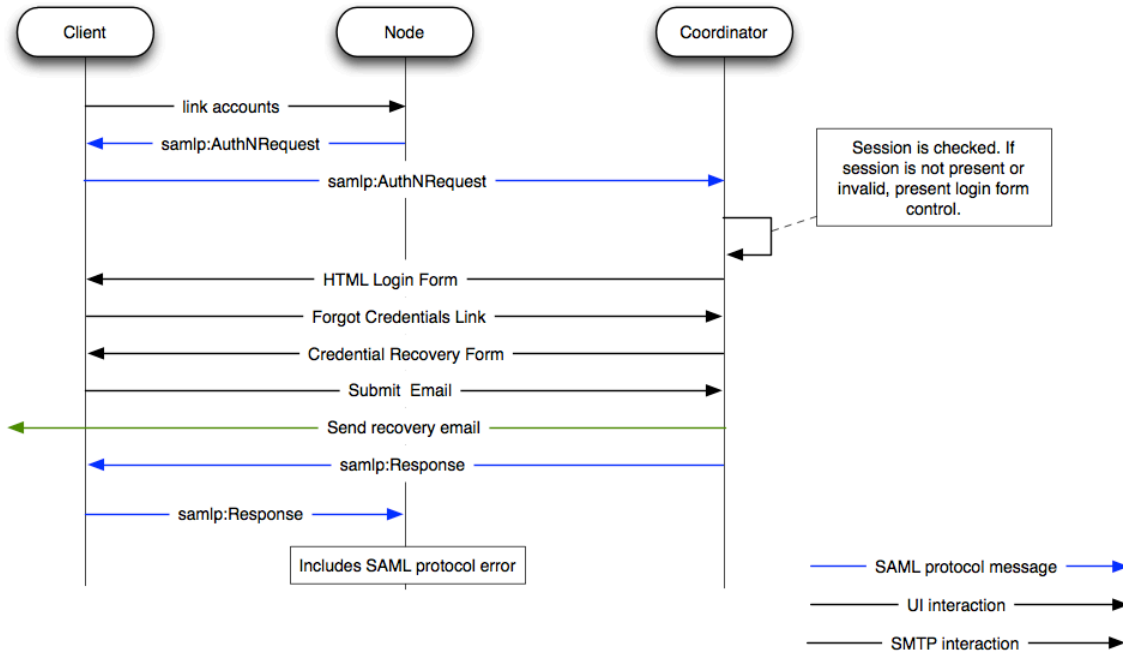 Client
Node
Coordinator
link accounts
samlp:AuthNRequest
samlp:AuthNRequest
Session is checked. If
session is not present or
invalid, present login form
control.
HTML Login Form
Forgot Credentials Link
Credential Recovery Form
Submit  Email
Send recovery email
samlp:Response
samlp:Response
Includes SAML protocol error
SAML protocol message
UI interaction
SMTP interaction